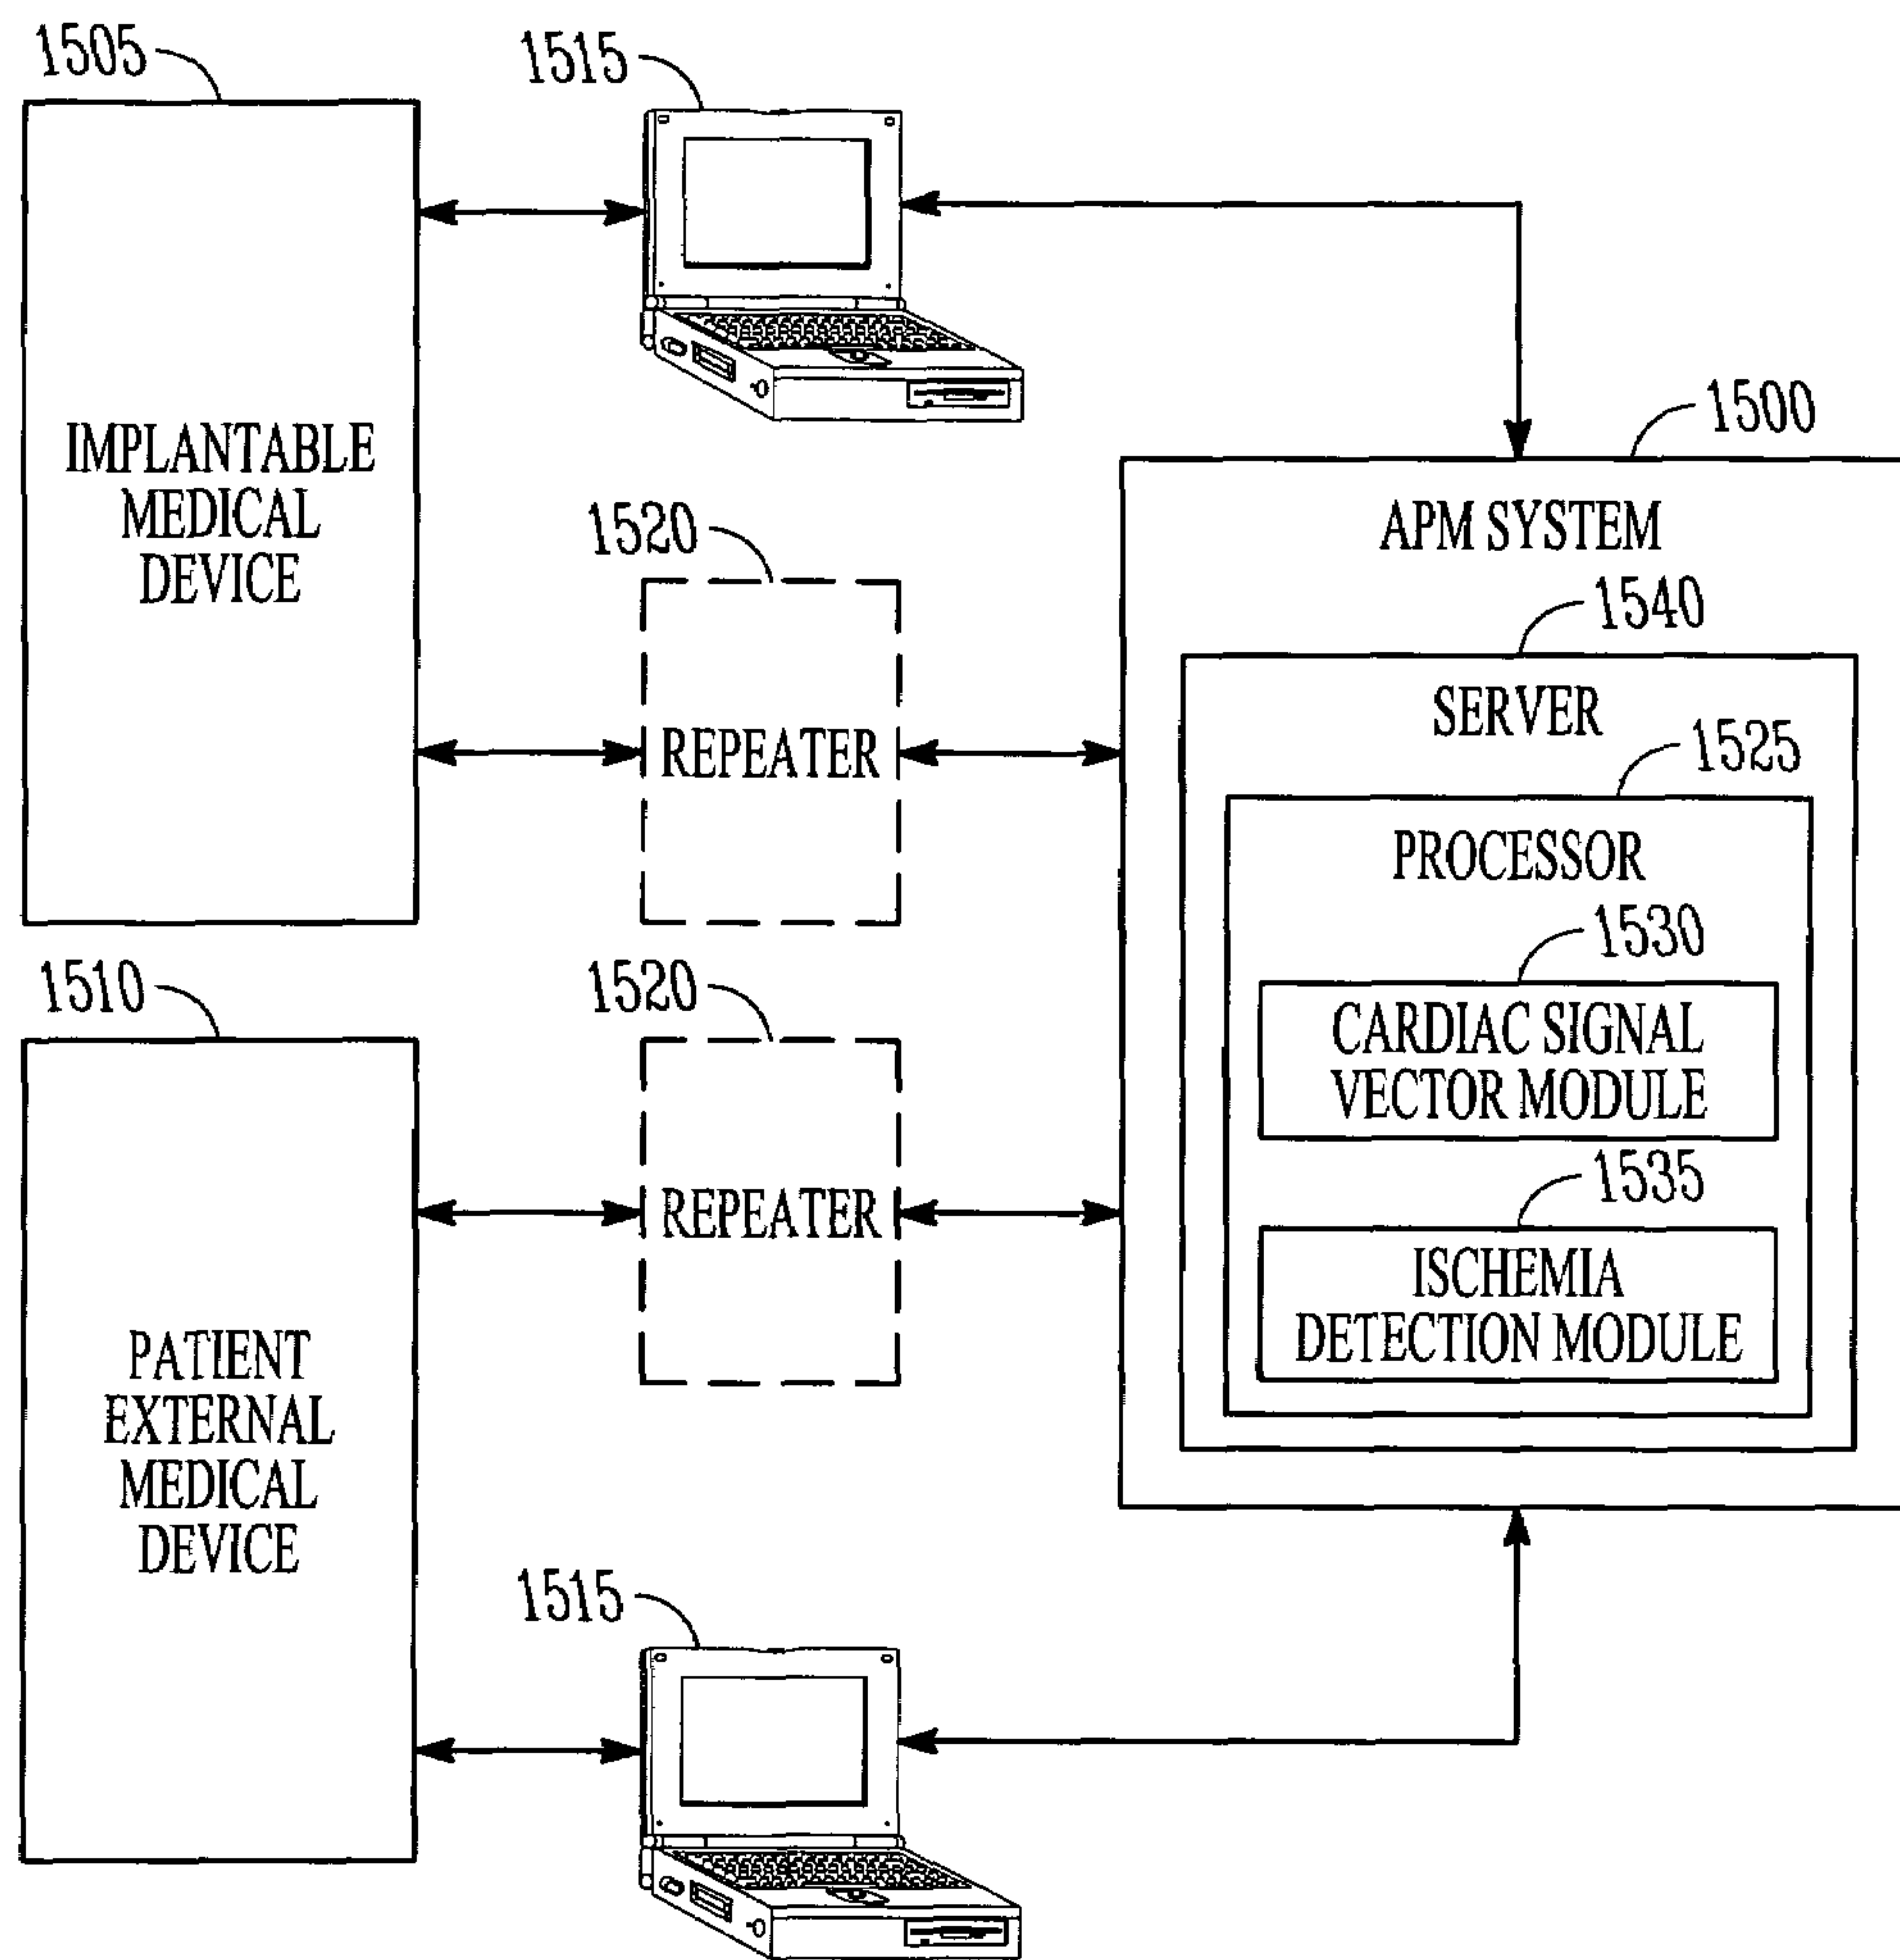 1505
1515
IMPLANTABLE
MEDICAL
DEVICE
1520
REPEATER
1500
APM SYSTEM
1540
SERVER
1525
PROCESSOR
1530
CARDIAC SIGNAL
VECTOR MODULE
1535
ISCHEMIA
DETECTION MODULE
1510
PATIENT
EXTERNAL
MEDICAL
DEVICE
1520
REPEATER
1515